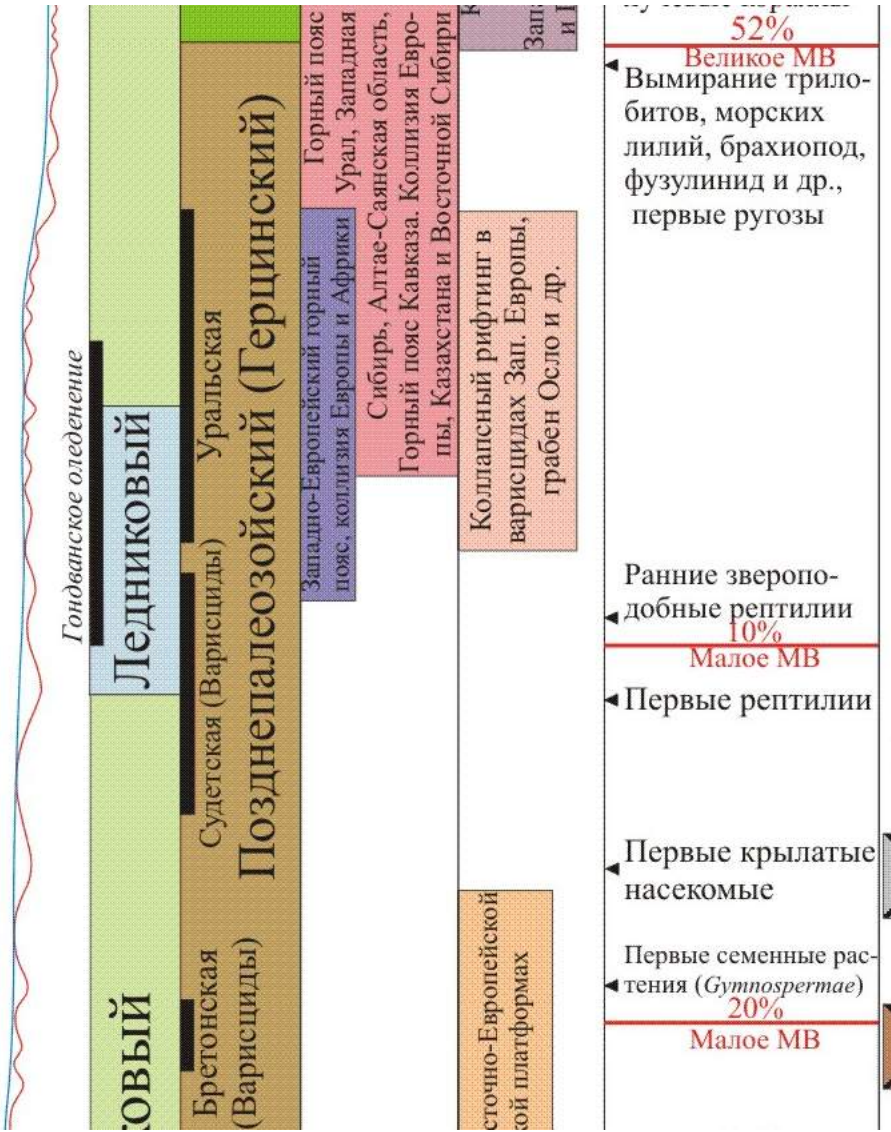 Гондванское оледенение
Ледниковый
ковый
Уральская
Судетская (Варисциды)
Бретонская
(Варисциды)
Позднепалеозойский (Герцинский)
Горный пояс
Урал, Западная
Сибирь, Алтае-Саянская область,
Горный пояс Кавказа. Коллизия Евро-
пы, Казахстана и Восточной Сибири
Западно-Европейский горный
пояс, коллизия Европы и Африки
Запа
и
Коллапсный рифтинг в
варисцидах Зап. Европы,
грабен Осло и др.
сточно-Европейской
кой платформах
52%
Великое МВ
Вымирание трило-
битов, морских
лилий, брахиопод,
фузулинид и др.,
первые ругозы
Ранние зверопо-
добные рептилии
10%
Малое МВ
Первые рептилии
Первые крылатые
насекомые
Первые семенные рас-
тения (Gymnospermae)
20%
Малое МВ